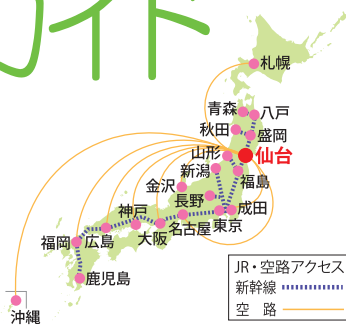 ガイド
札幌
青森
八戸
秋田
盛岡
山形
仙台
新潟
福島
金沢
長野
成田
神戸
東京
名古屋
大阪
福岡
広島
鹿児島
沖縄
JR・空路アクセス
新幹線
空 路